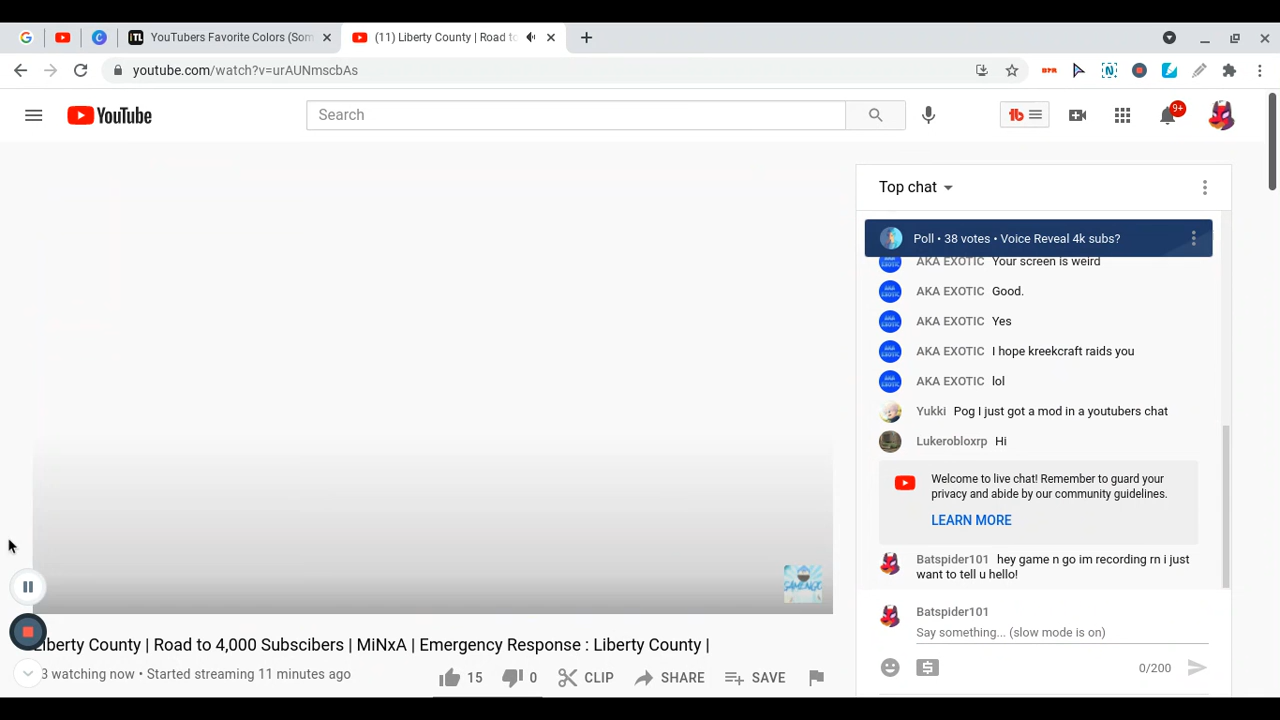 YouTubers Favorite Colors (Som
(11) Liberty County | Road to
youtube.com/watch?v=urAUNmscbAs
YouTube
Search
9+
Top chat
Poll • 38 votes • Voice Reveal 4k subs?
AKA EXOTIC Your screen is weird
AKA EXOTIC Good.
AKA EXOTIC Yes
AKA EXOTIC I hope kreekcraft raids you
AKA EXOTIC lol
Yukki Pog I just got a mod in a youtubers chat
Lukerobloxrp Hi
Welcome to live chat! Remember to guard your
privacy and abide by our community guidelines.
LEARN MORE
Batspider101 hey game n go im recording rn i just
want to tell u hello!
GAMENGO
Batspider101
Say something... (slow mode is on)
0/200
Liberty County | Road to 4,000 Subscibers | MiNxA | Emergency Response : Liberty County |
3 watching now • Started streaming 11 minutes ago
15
0
CLIP
SHARE
SAVE